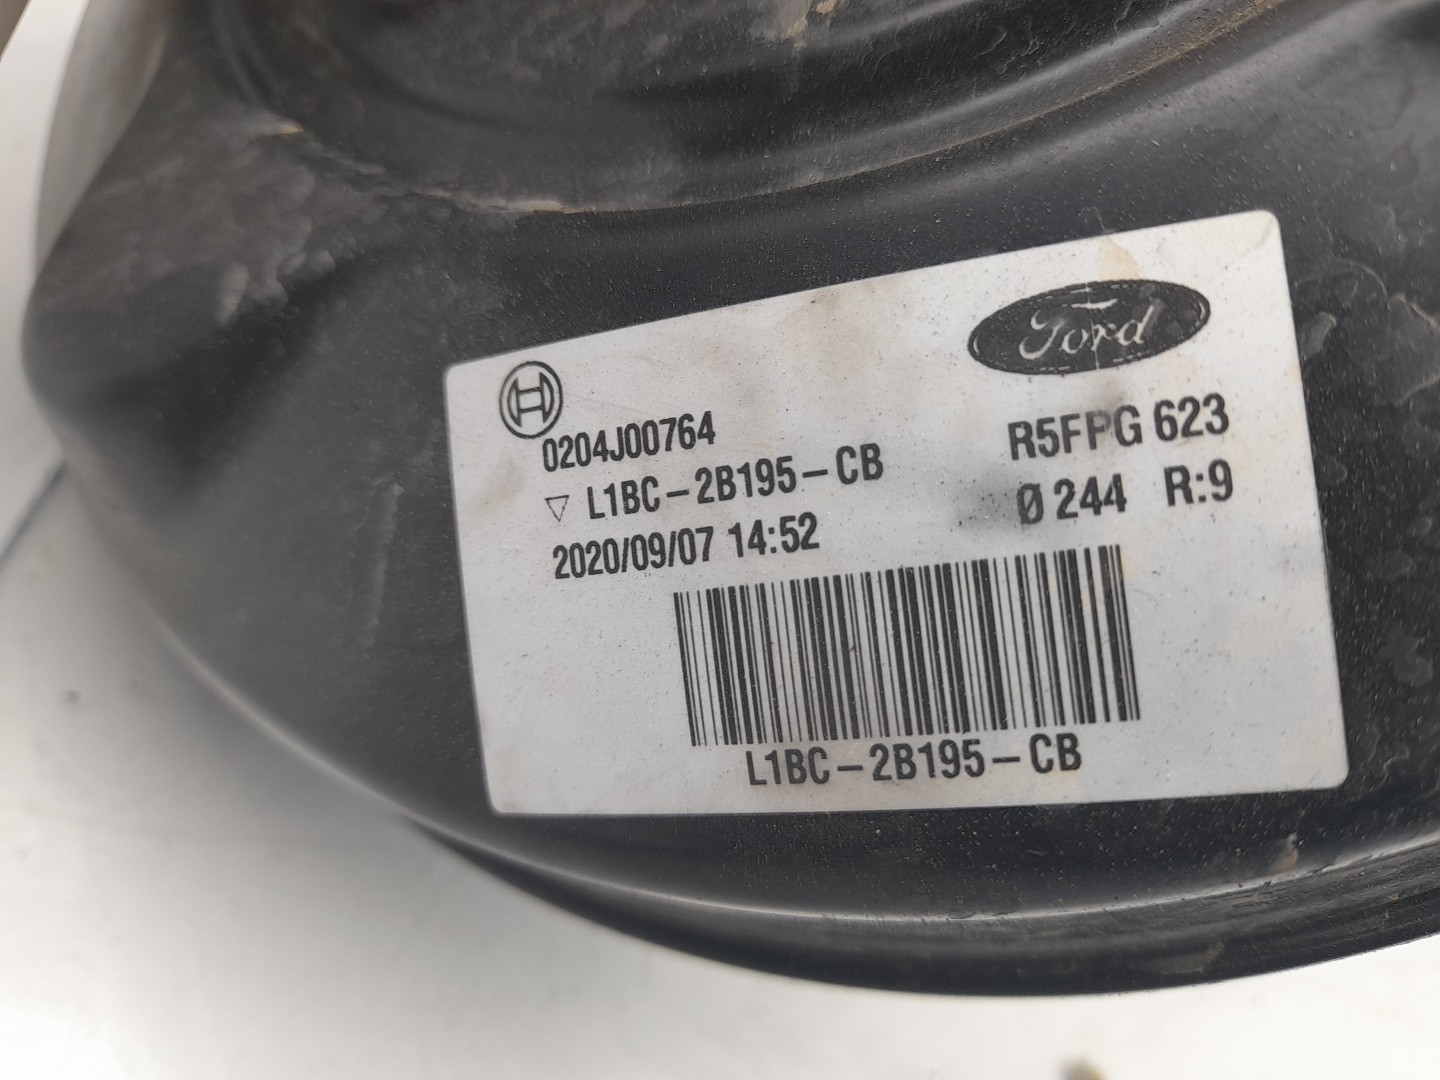 Ford
0204J00764
R5FPG 623
▽ L1BC-2B195-CB
Ø 244 R:9
2020/09/07 14:52
L1BC-2B195-CB